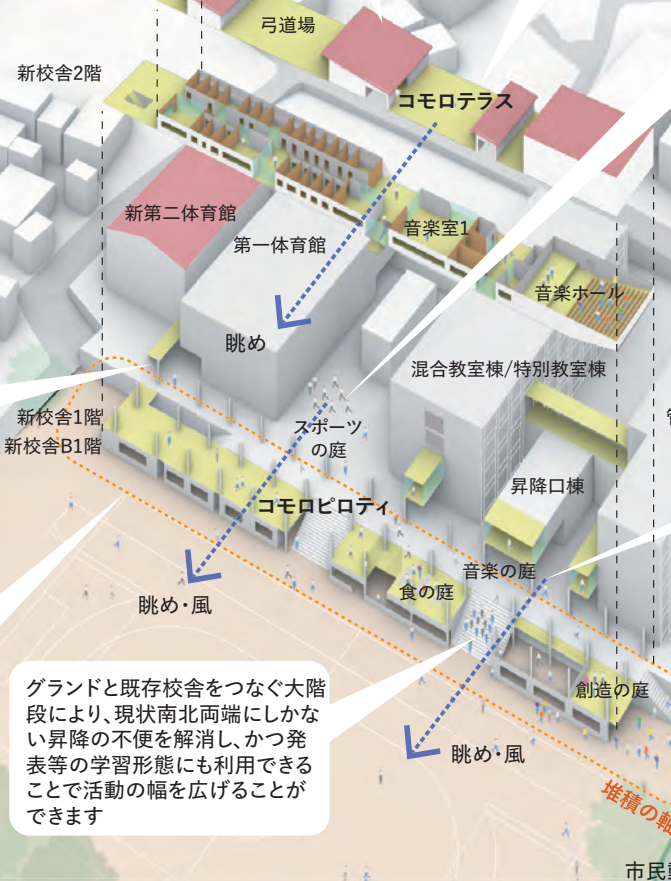 弓道場
新校舎2階
コモロテラス
新第二体育館
第一体育館
音楽室1
音楽ホール
眺め
混合教室棟/特別教室棟
新校舎1階
新校舎B1階
スポーツ
の庭
昇降口棟
コモロピロティ
音楽の庭
食の庭
眺め・風
創造の庭
眺め・風
グランドと既存校舎をつなぐ大階
段により、現状南北両端にしかな
い昇降の不便を解消し、かつ発
表等の学習形態にも利用できる
ことで活動の幅を広げることが
できます
堆積の軸
市民